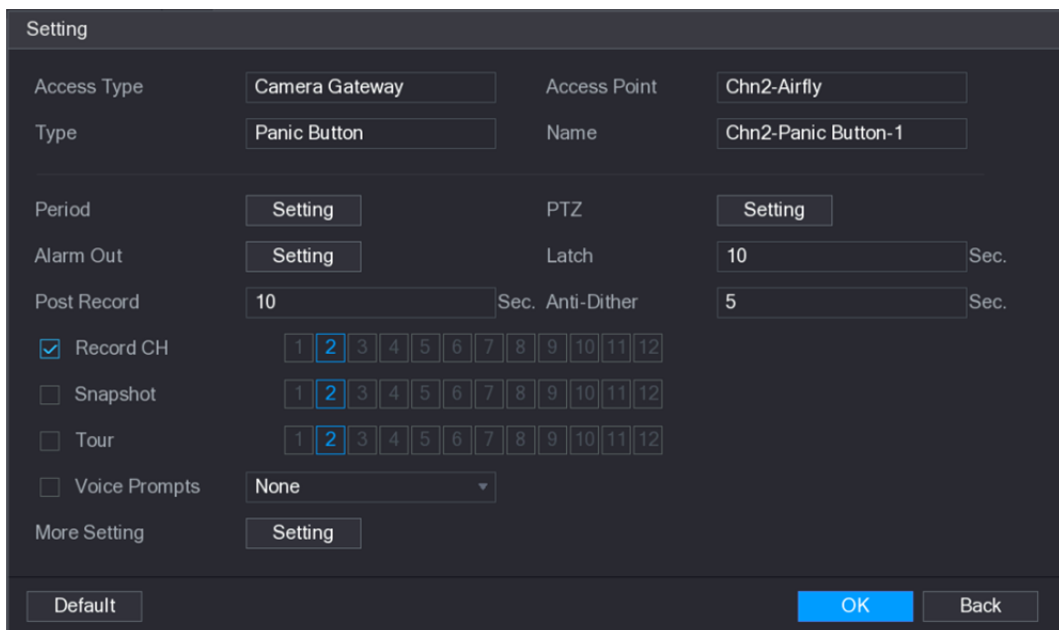 Setting
Access Type Camera Gateway Access Point Chn2-Airfly
Type Panic Button Name Chn2-Panic Button-1
Period Setting PTZ Setting
Alarm Out Setting Latch 10 Sec.
Post Record 10 Sec. Anti-Dither 5 Sec.
Record CH 1 2 3 4 5 6 7 8 9 10 11 12
Snapshot 1 2 3 4 5 6 7 8 9 10 11 12
Tour 1 2 3 4 5 6 7 8 9 10 11 12
Voice Prompts None
More Setting Setting
Default OK Back